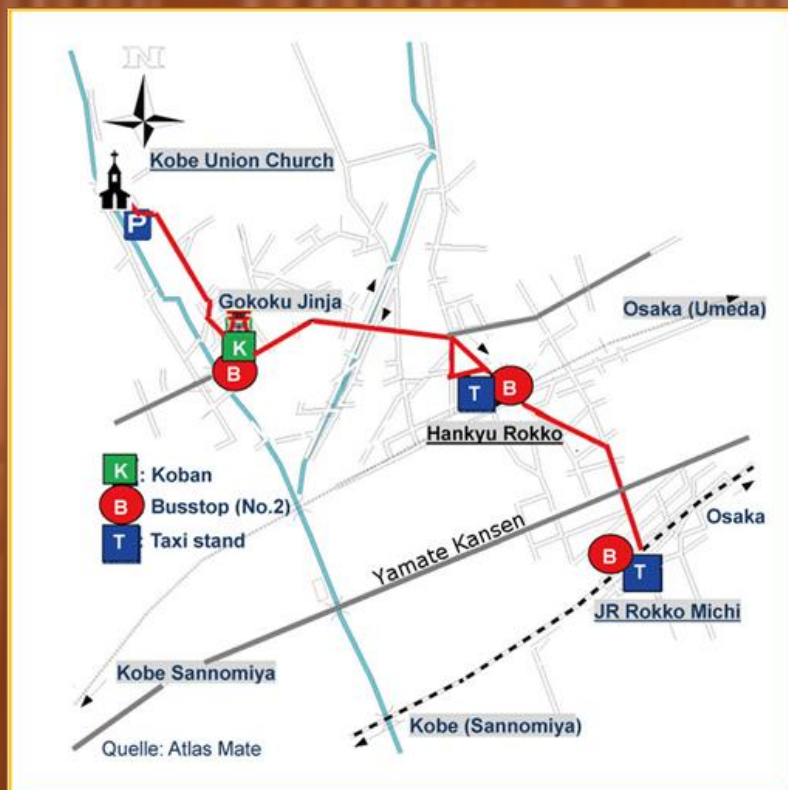 N
Kobe Union Church
P
Gokoku Jinja
K
B
Osaka (Umeda)
T
B
Hankyu Rokko
K : Koban
B Busstop (No.2)
T : Taxi stand
Yamate Kansen
Osaka
B
T
JR Rokko Michi
Kobe Sannomiya
Kobe (Sannomiya)
Quelle: Atlas Mate